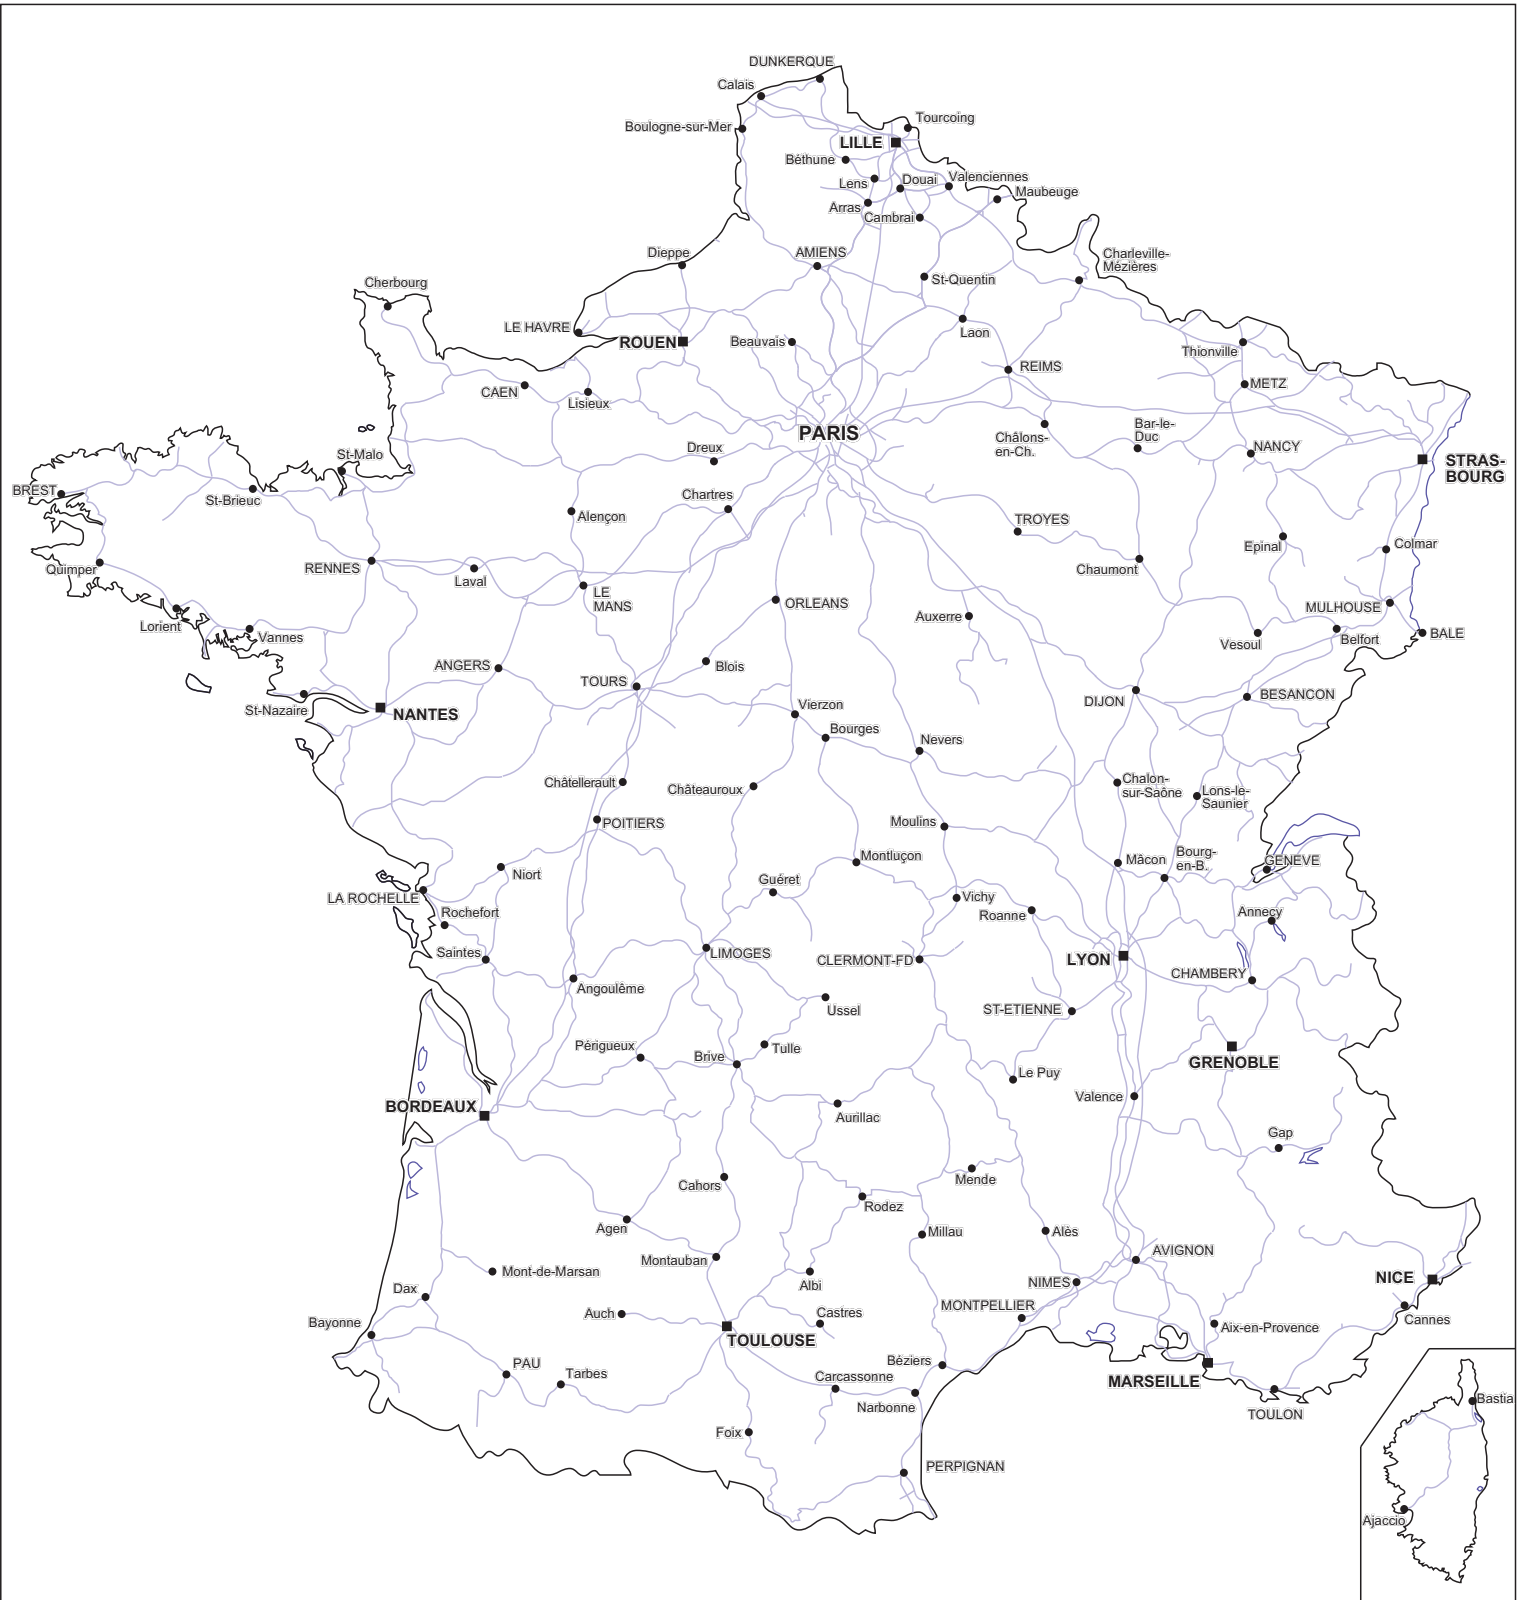 DUNKERQUE
Calais
Tourcoing
Boulogne-sur-Mer
LILLE
Béthune
Lens
Douai
Valenciennes
Maubeuge
Arras
Cambrai
Dieppe
AMIENS
Charleville-
Mézières
St-Quentin
Cherbourg
LE HAVRE
ROUEN
Beauvais
Laon
Thionville
REIMS
METZ
CAEN
Lisieux
PARIS
Châlons-
en-Ch.
Bar-le-
Duc
NANCY
STRAS-
BOURG
Dreux
St-Malo
BREST
St-Brieuc
Chartres
Alençon
TROYES
Epinal
Colmar
Quimper
RENNES
Laval
LE
MANS
Chaumont
ORLEANS
Auxerre
MULHOUSE
Lorient
Vannes
Vesoul
Belfort
BALE
ANGERS
Blois
TOURS
DIJON
BESANCON
St-Nazaire
NANTES
Vierzon
Bourges
Nevers
Châtellerault
Châteauroux
Chalon-
sur-Saône
Lons-le-
Saunier
POITIERS
Moulins
Niort
Montluçon
Mâcon
Bourg-
en-B.
GENEVE
Guéret
LA ROCHELLE
Rochefort
Vichy
Roanne
Annecy
Saintes
LIMOGES
CLERMONT-FD
LYON
CHAMBERY
Angoulême
Ussel
ST-ETIENNE
Périgueux
Brive
Tulle
GRENOBLE
Le Puy
BORDEAUX
Valence
Aurillac
Gap
Cahors
Mende
Rodez
Agen
Millau
Alès
Montauban
AVIGNON
Mont-de-Marsan
Albi
NIMES
NICE
Dax
Auch
Castres
MONTPELLIER
Cannes
Bayonne
TOULOUSE
Aix-en-Provence
PAU
Tarbes
Béziers
Carcassonne
MARSEILLE
Narbonne
TOULON
Bastia
Foix
PERPIGNAN
Ajaccio